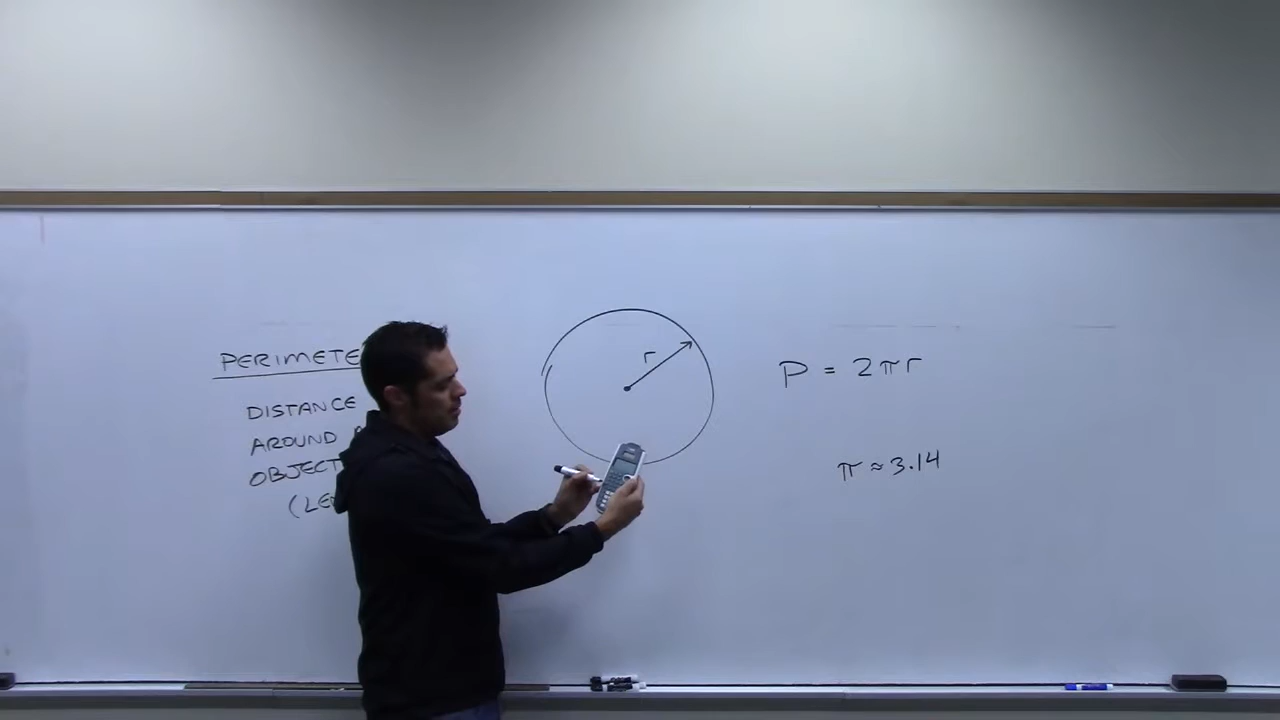 PERIMETE
DISTANCE
AROUND
OBJECT
(LE
r
P = 2πr
π ≈ 3.14